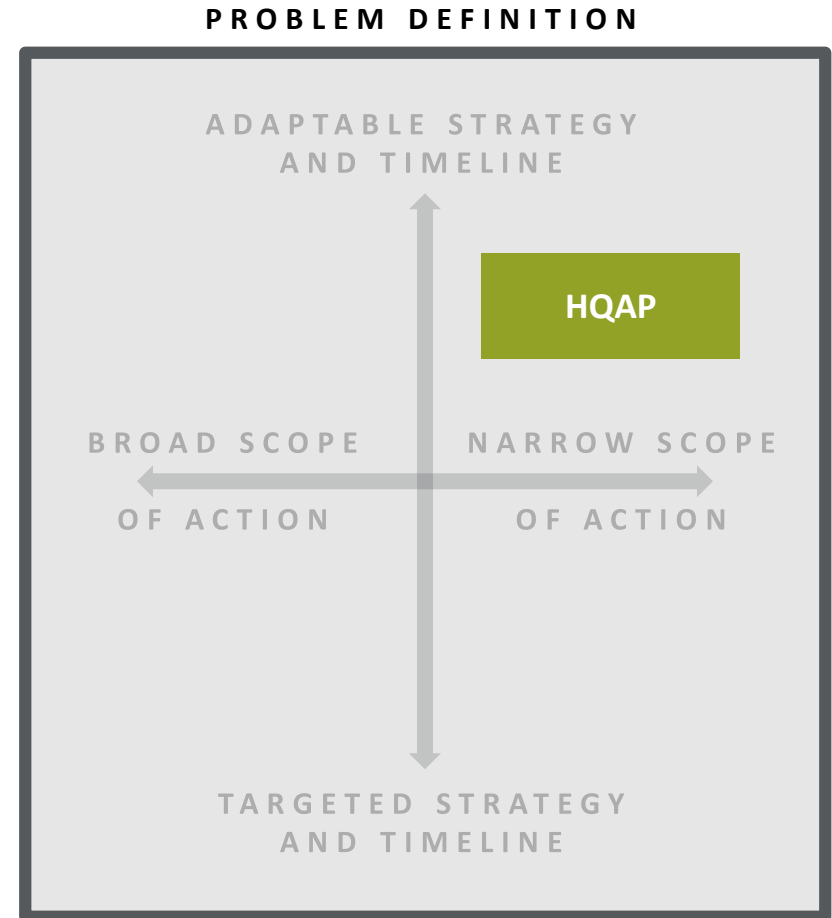 PROBLEM DEFINITION
ADAPTABLE STRATEGY
AND TIMELINE
HQAP
BROAD SCOPE
OF ACTION
NARROW SCOPE
OF ACTION
TARGETED STRATEGY
AND TIMELINE